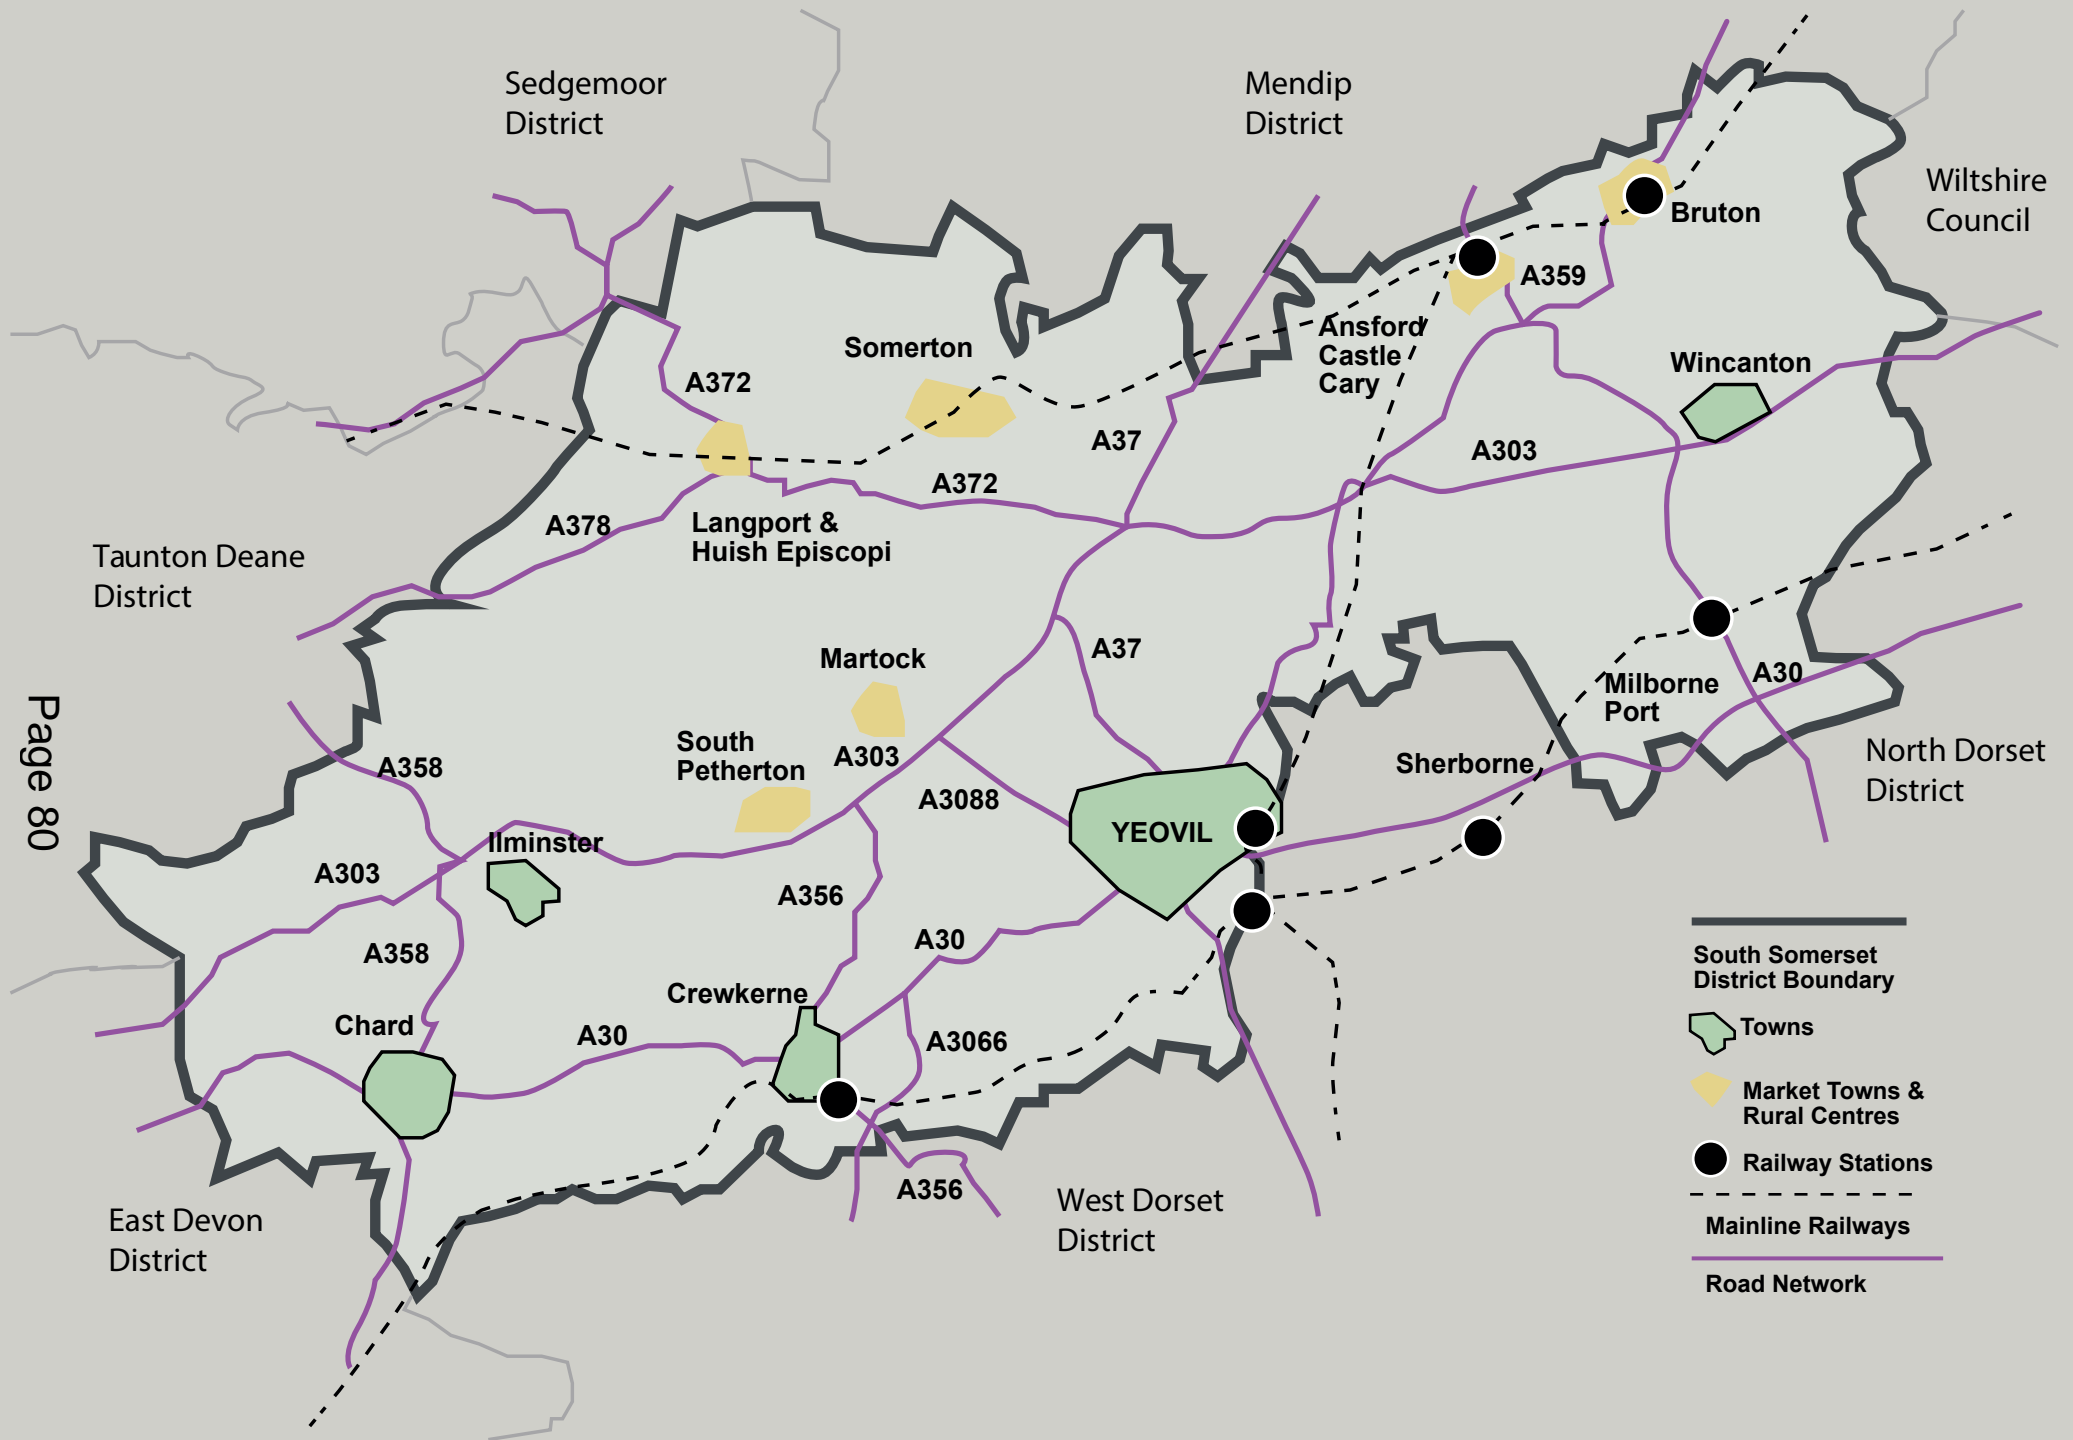 Sedgemoor
District
Mendip
District
Wiltshire
Council
Bruton
A359
Ansford
Castle
Cary
Somerton
Wincanton
A372
A37
A303
A372
A378
Langport &
Huish Episcopi
Taunton Deane
District
Martock
A37
Milborne
Port
A30
Page 80
South
Petherton
A303
A358
A3088
Sherborne
North Dorset
District
YEOVIL
Ilminster
A303
A356
A358
A30
South Somerset
District Boundary
Crewkerne
Chard
A30
A3066
Towns
Market Towns &
Rural Centres
Railway Stations
A356
West Dorset
District
East Devon
District
Mainline Railways
Road Network